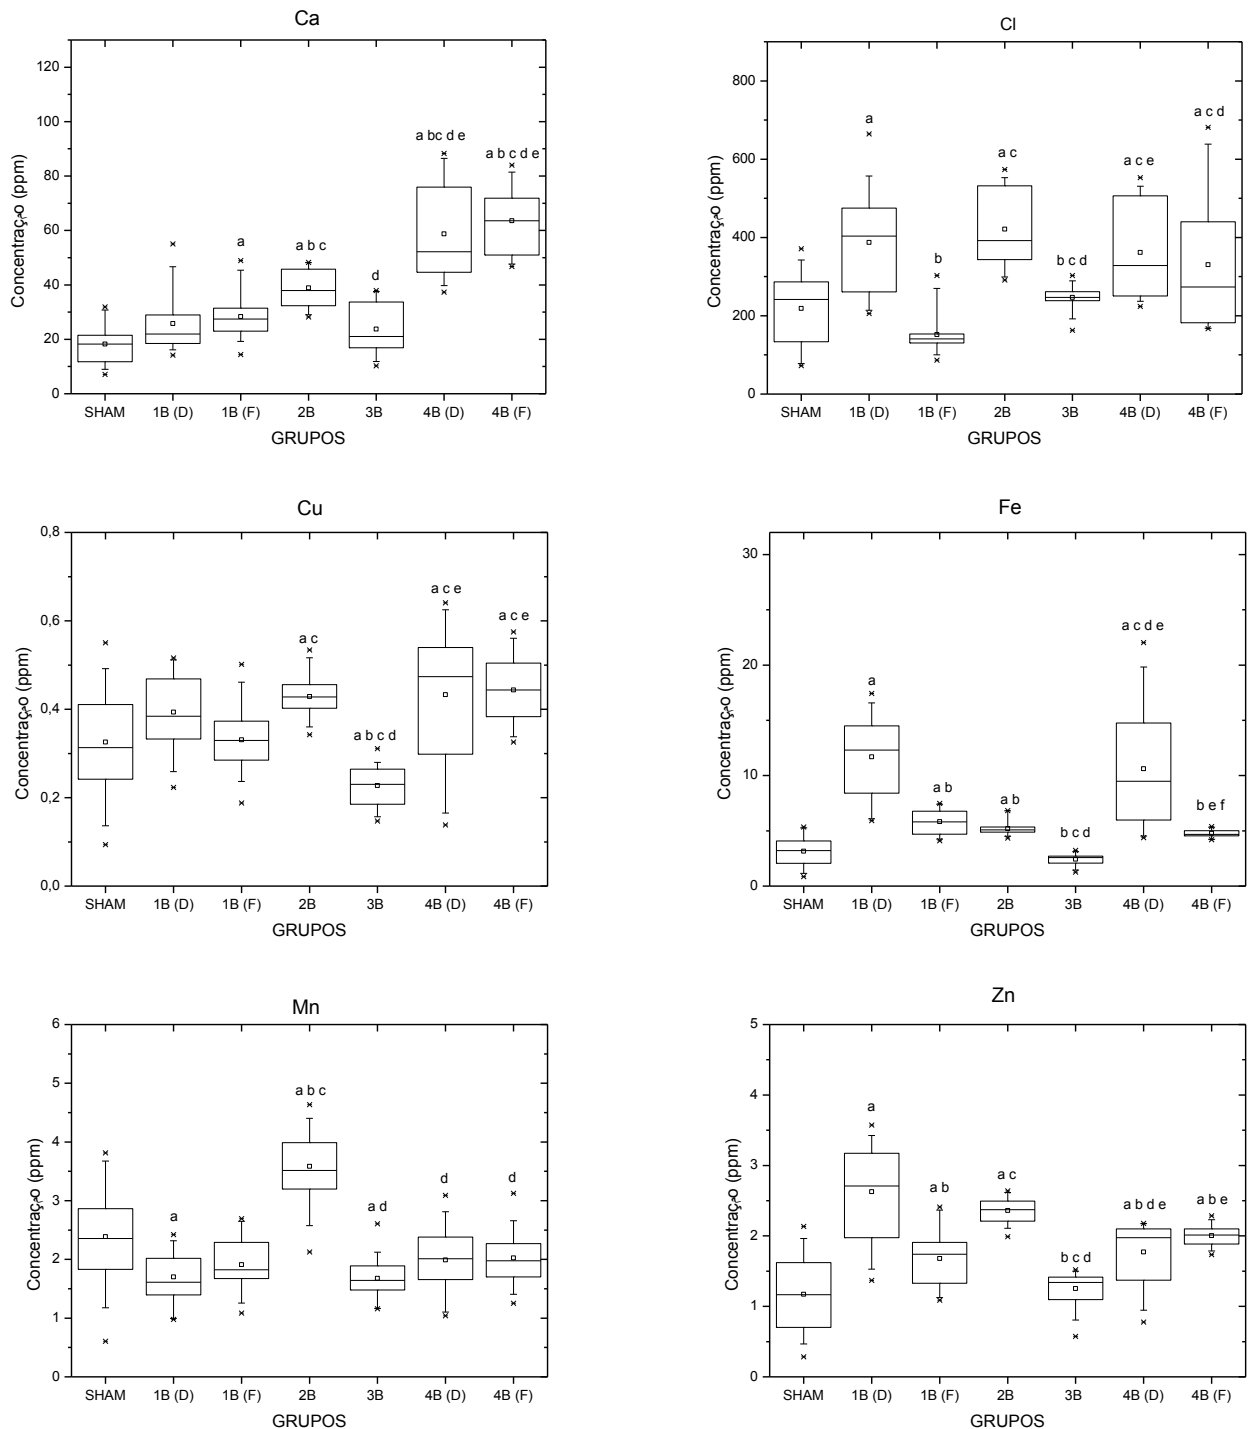 Ca
120
100
80
60
40
20
0
Concentraç̧ão (ppm)
a
a b c
d
a bc d e
a b c d e
SHAM 1B (D) 1B (F) 2B 3B 4B (D) 4B (F)
GRUPOS
Cl
800
600
400
200
0
Concentração (ppm)
a
b
a c
b c d
a c e
a c d
SHAM 1B (D) 1B (F) 2B 3B 4B (D) 4B (F)
GRUPOS
Cu
0,8
0,6
0,4
0,2
0,0
Concentração (ppm)
a c
a b c d
a c e
a c e
SHAM 1B (D) 1B (F) 2B 3B 4B (D) 4B (F)
GRUPOS
Fe
30
20
10
0
Concentração (ppm)
a
a b
a b
b c d
a c d e
b e f
SHAM 1B (D) 1B (F) 2B 3B 4B (D) 4B (F)
GRUPOS
Mn
6
5
4
3
2
1
0
Concentração (ppm)
a
a b c
a d
d
d
SHAM 1B (D) 1B (F) 2B 3B 4B (D) 4B (F)
GRUPOS
Zn
5
4
3
2
1
0
Concentração (ppm)
a
a b
a c
b c d
a b d e
a b e
SHAM 1B (D) 1B (F) 2B 3B 4B (D) 4B (F)
GRUPOS